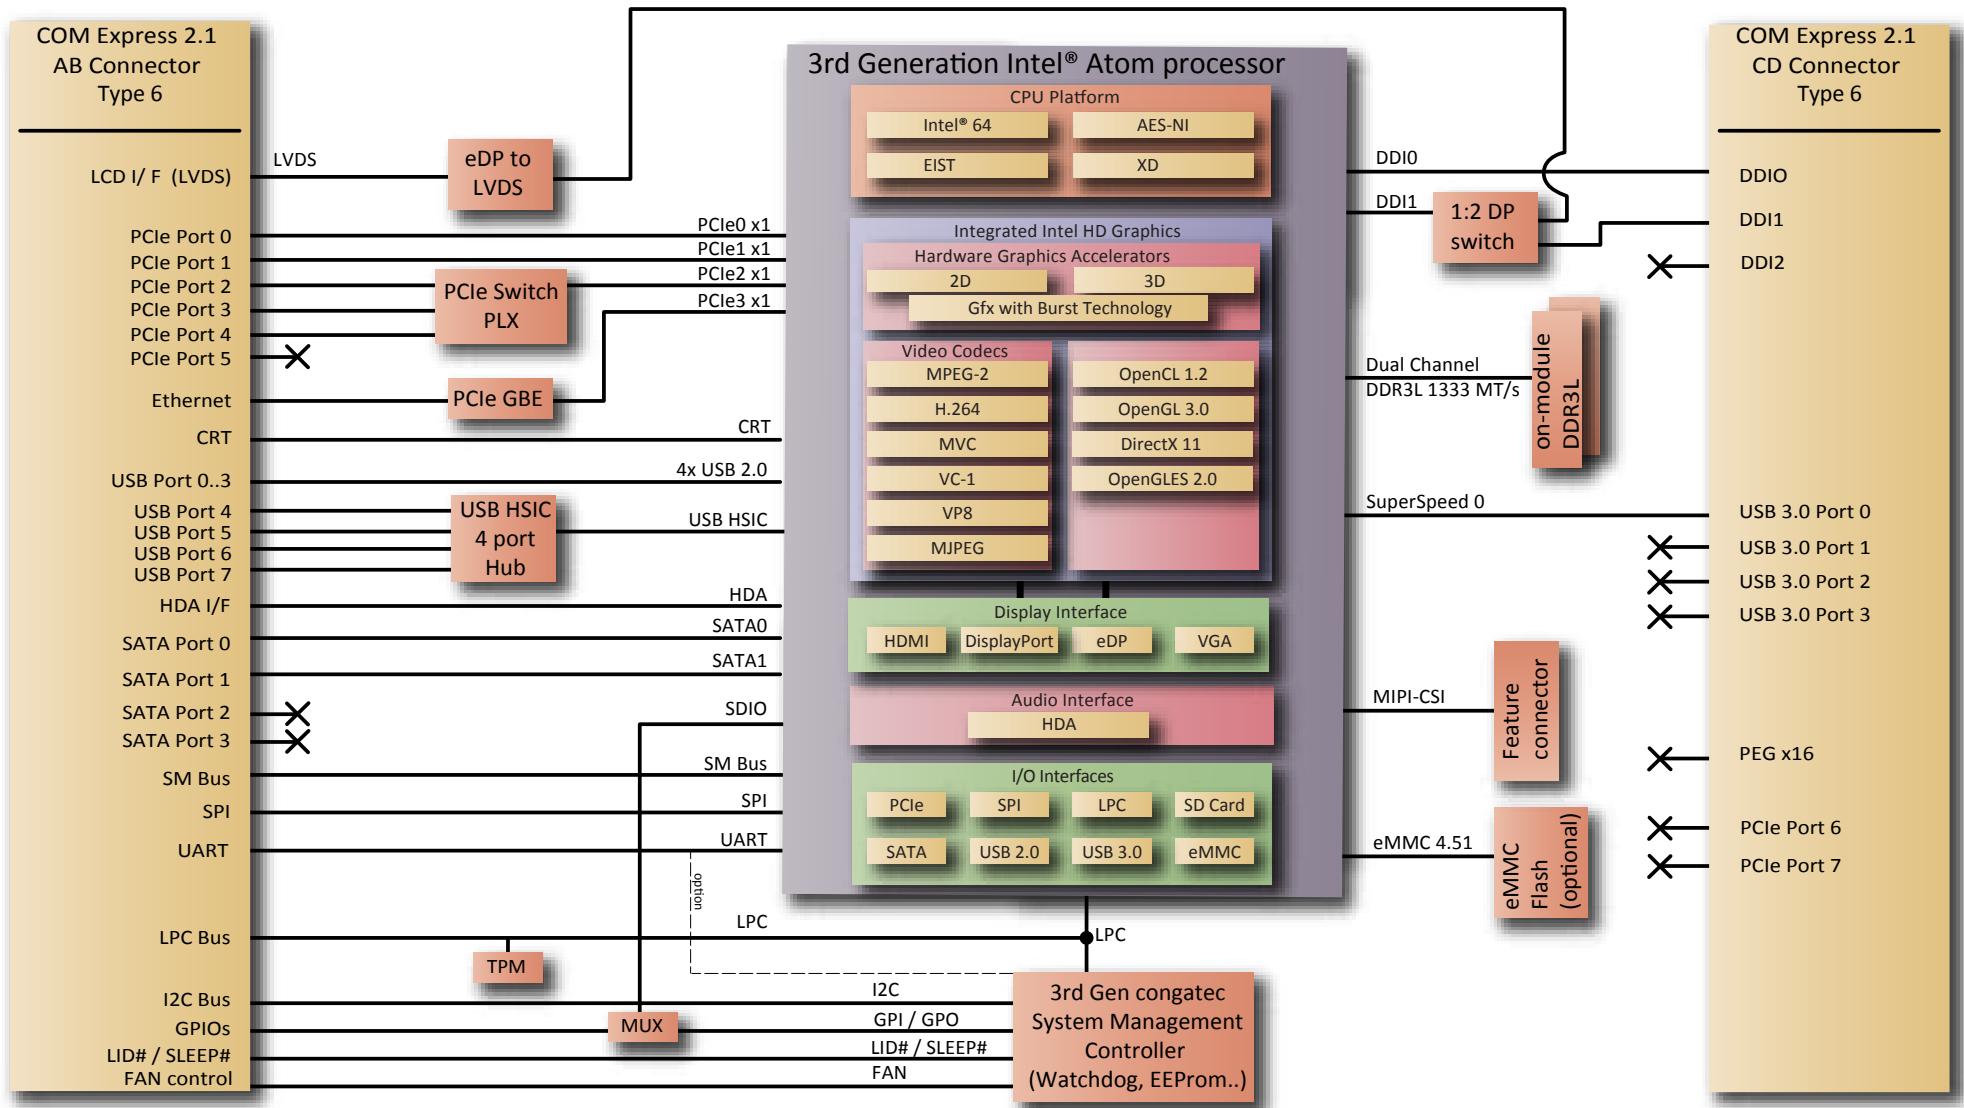 COM Express 2.1
AB Connector
Type 6
LCD I/ F (LVDS)
PCIe Port 0
PCIe Port 1
PCIe Port 2
PCIe Port 3
PCIe Port 4
PCIe Port 5
Ethernet
CRT
USB Port 0..3
USB Port 4
USB Port 5
USB Port 6
USB Port 7
HDA I/F
SATA Port 0
SATA Port 1
SATA Port 2
SATA Port 3
SM Bus
SPI
UART
LPC Bus
I2C Bus
GPIOs
LID# / SLEEP#
FAN control
LVDS
eDP to
LVDS
PCIe0 x1
PCIe1 x1
PCIe2 x1
PCIe3 x1
PCIe Switch
PLX
PCIe GBE
CRT
4x USB 2.0
USB HSIC
4 port
Hub
USB HSIC
HDA
SATA0
SATA1
SDIO
SM Bus
SPI
UART
option
LPC
TPM
MUX
I2C
GPI / GPO
LID# / SLEEP#
FAN
3rd Generation Intel® Atom processor
CPU Platform
Intel® 64
AES-NI
EIST
XD
Integrated Intel HD Graphics
Hardware Graphics Accelerators
2D
3D
Gfx with Burst Technology
Video Codecs
MPEG-2
H.264
MVC
VC-1
VP8
MJPEG
OpenCL 1.2
OpenGL 3.0
DirectX 11
OpenGLES 2.0
Display Interface
HDMI
DisplayPort
eDP
VGA
Audio Interface
HDA
I/O Interfaces
PCIe
SPI
LPC
SD Card
SATA
USB 2.0
USB 3.0
eMMC
LPC
3rd Gen congatec
System Management
Controller
(Watchdog, EEProm..)
DDI0
DDI1
1:2 DP
switch
Dual Channel
DDR3L 1333 MT/s
on-module
DDR3L
SuperSpeed 0
MIPI-CSI
Feature
connector
eMMC 4.51
eMMC
Flash
(optional)
COM Express 2.1
CD Connector
Type 6
DDIO
DDI1
DDI2
USB 3.0 Port 0
USB 3.0 Port 1
USB 3.0 Port 2
USB 3.0 Port 3
PEG x16
PCIe Port 6
PCIe Port 7